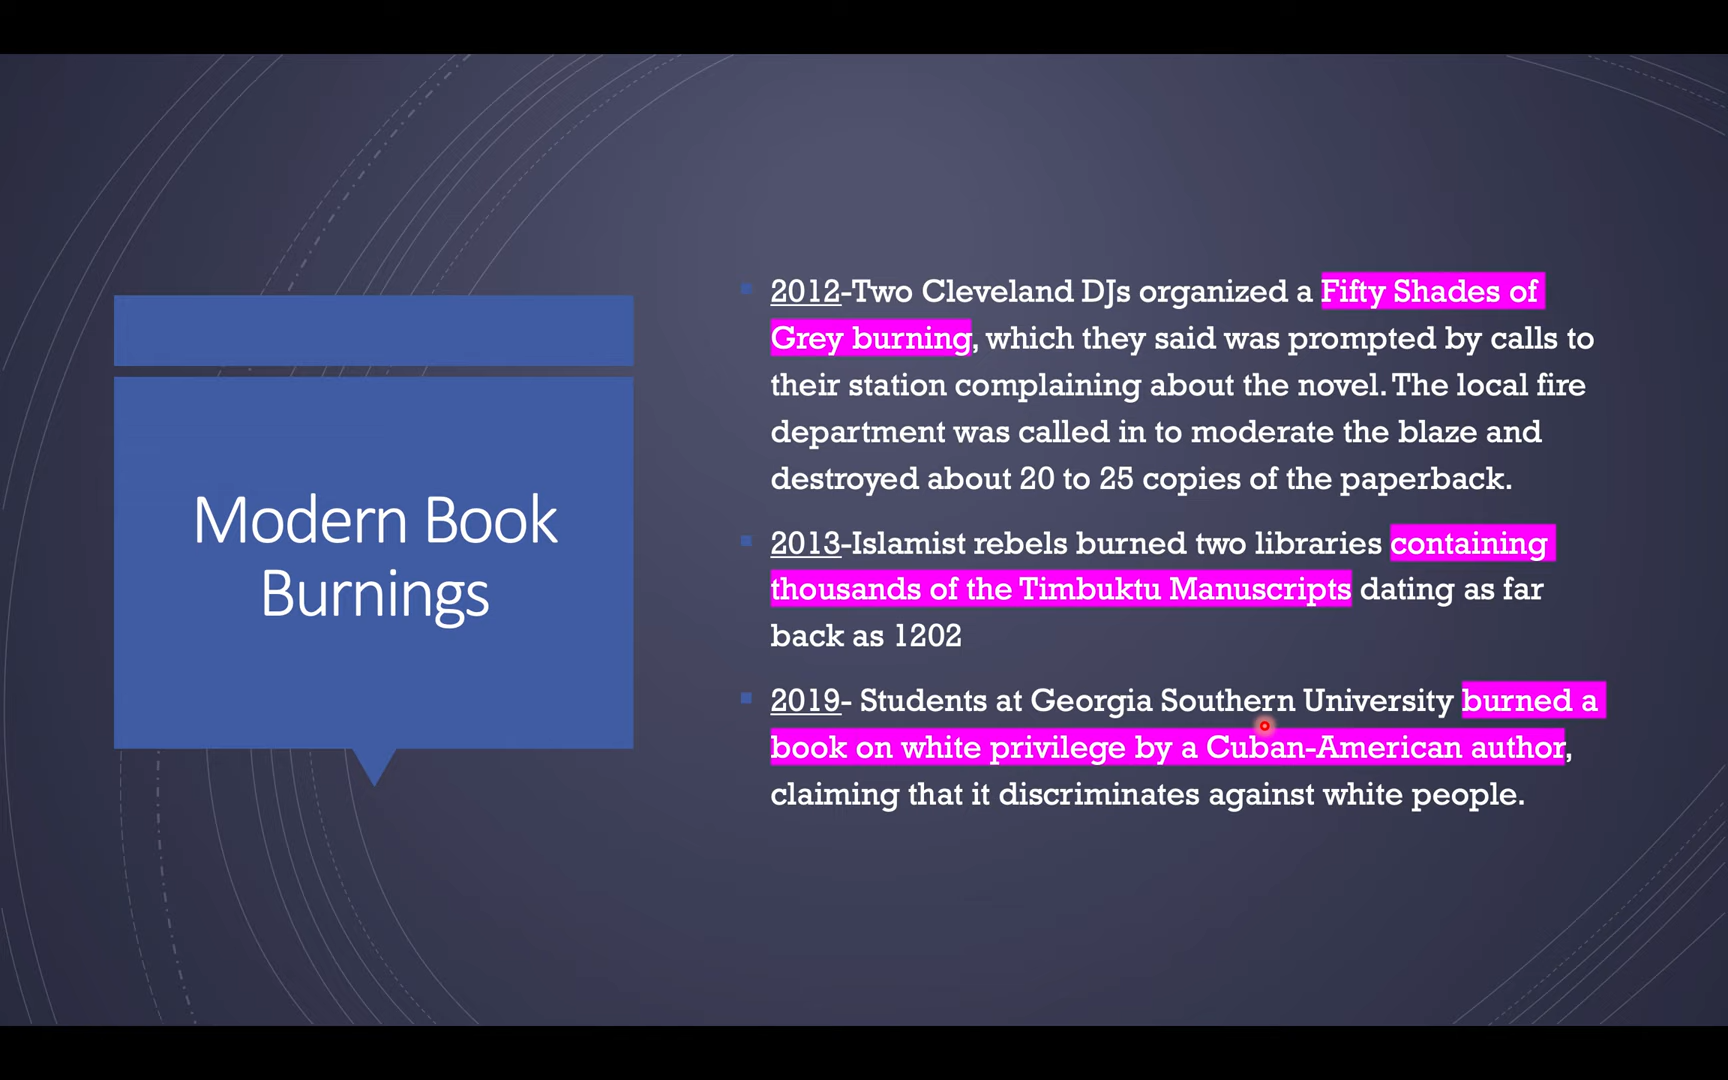 Modern Book
Burnings
2012-Two Cleveland DJs organized a Fifty Shades of
Grey burning, which they said was prompted by calls to
their station complaining about the novel. The local fire
department was called in to moderate the blaze and
destroyed about 20 to 25 copies of the paperback.
2013-Islamist rebels burned two libraries containing
thousands of the Timbuktu Manuscripts dating as far
back as 1202
2019- Students at Georgia Southern University burned a
book on white privilege by a Cuban-American author,
claiming that it discriminates against white people.